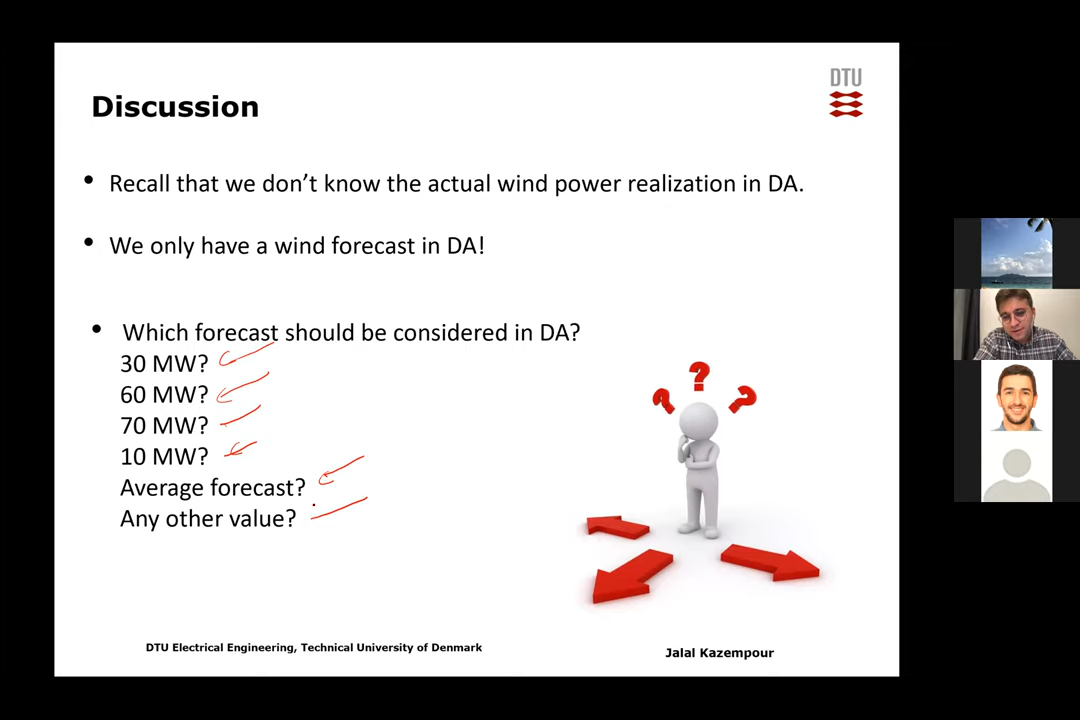 DTU
Discussion
• Recall that we don't know the actual wind power realization in DA.
• We only have a wind forecast in DA!
• Which forecast should be considered in DA?
30 MW?
60 MW?
70 MW?
10 MW?
Average forecast?
Any other value?
? ? ?
DTU Electrical Engineering, Technical University of Denmark
Jalal Kazempour